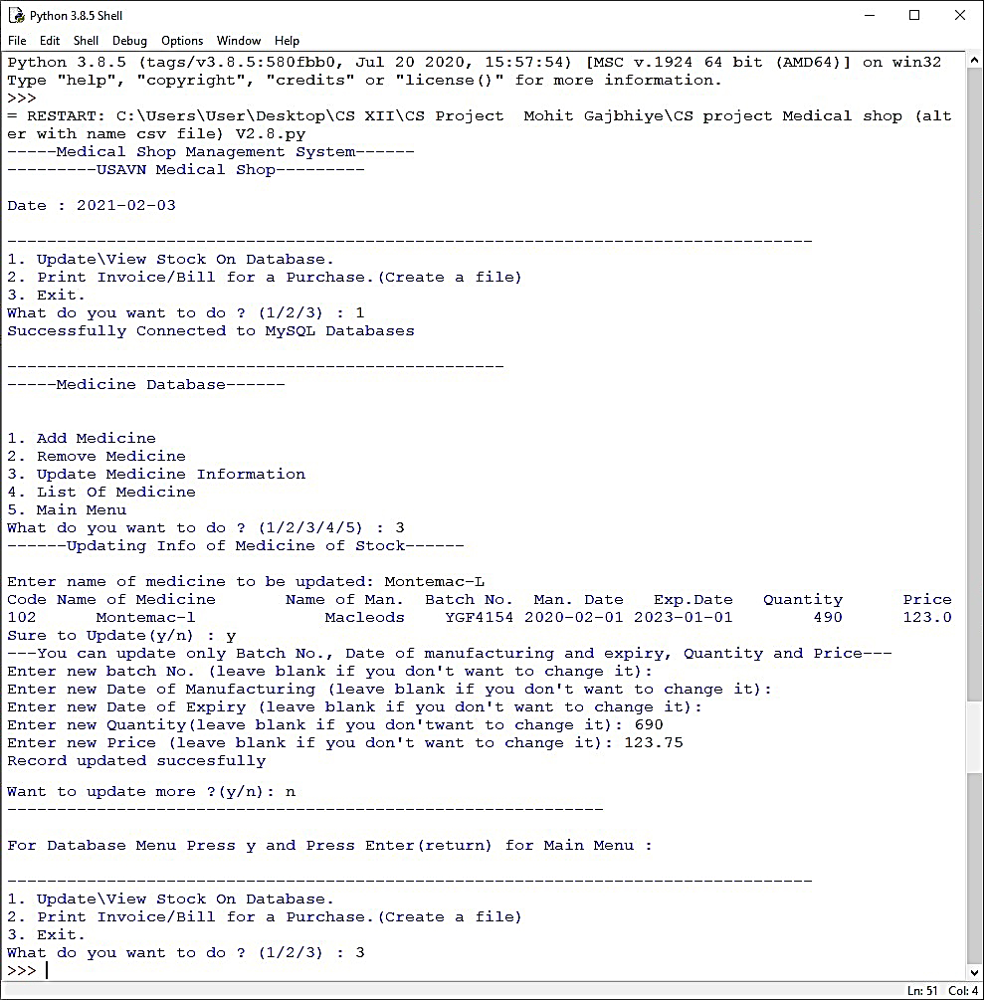 Python 3.8.5 Shell
File Edit Shell Debug Options Window Help
Python 3.8.5 (tags/v3.8.5:580fbb0, Jul 20 2020, 15:57:54) [MSC v.1924 64 bit (AMD64)] on win32
Type "help", "copyright", "credits" or "license()" for more information.
>>>
= RESTART: C:\Users\User\Desktop\CS XII\CS Project  Mohit Gajbhiye\CS project Medical shop (alt
er with name csv file) V2.8.py
-----Medical Shop Management System------
---------USAVN Medical Shop---------
Date : 2021-02-03
---------------------------------------------------------------------------------
1. Update\View Stock On Database.
2. Print Invoice/Bill for a Purchase.(Create a file)
3. Exit.
What do you want to do ? (1/2/3) : 1
Successfully Connected to MySQL Databases
--------------------------------------------------
-----Medicine Database------
1. Add Medicine
2. Remove Medicine
3. Update Medicine Information
4. List Of Medicine
5. Main Menu
What do you want to do ? (1/2/3/4/5) : 3
------Updating Info of Medicine of Stock------
Enter name of medicine to be updated: Montemac-L
Code Name of Medicine       Name of Man.  Batch No.  Man. Date   Exp.Date   Quantity      Price
102      Montemac-l             Macleods    YGF4154 2020-02-01 2023-01-01        490      123.0
Sure to Update(y/n) : y
---You can update only Batch No., Date of manufacturing and expiry, Quantity and Price---
Enter new batch No. (leave blank if you don't want to change it):
Enter new Date of Manufacturing (leave blank if you don't want to change it):
Enter new Date of Expiry (leave blank if you don't want to change it):
Enter new Quantity(leave blank if you don'twant to change it): 690
Enter new Price (leave blank if you don't want to change it): 123.75
Record updated succesfully
Want to update more ?(y/n): n
------------------------------------------------------------
For Database Menu Press y and Press Enter(return) for Main Menu :
---------------------------------------------------------------------------------
1. Update\View Stock On Database.
2. Print Invoice/Bill for a Purchase.(Create a file)
3. Exit.
What do you want to do ? (1/2/3) : 3
>>>
Ln: 51 Col: 4